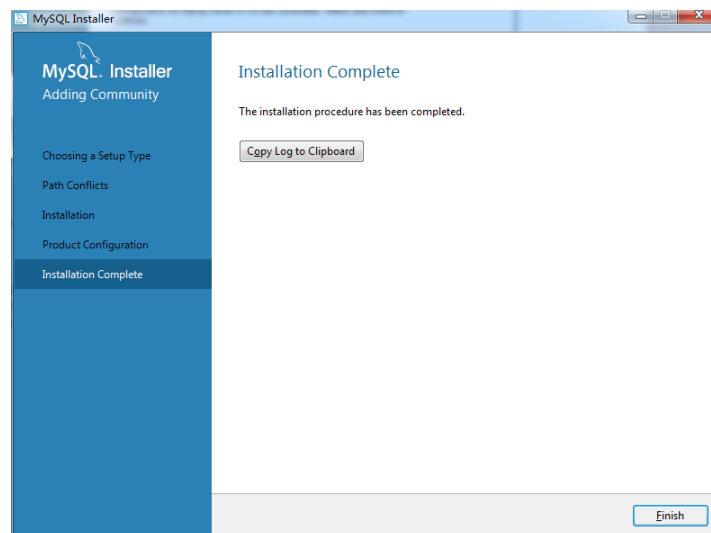 MySQL Installer
MySQL. Installer
Adding Community
Choosing a Setup Type
Path Conflicts
Installation
Product Configuration
Installation Complete
Installation Complete
The installation procedure has been completed.
Copy Log to Clipboard
Finish